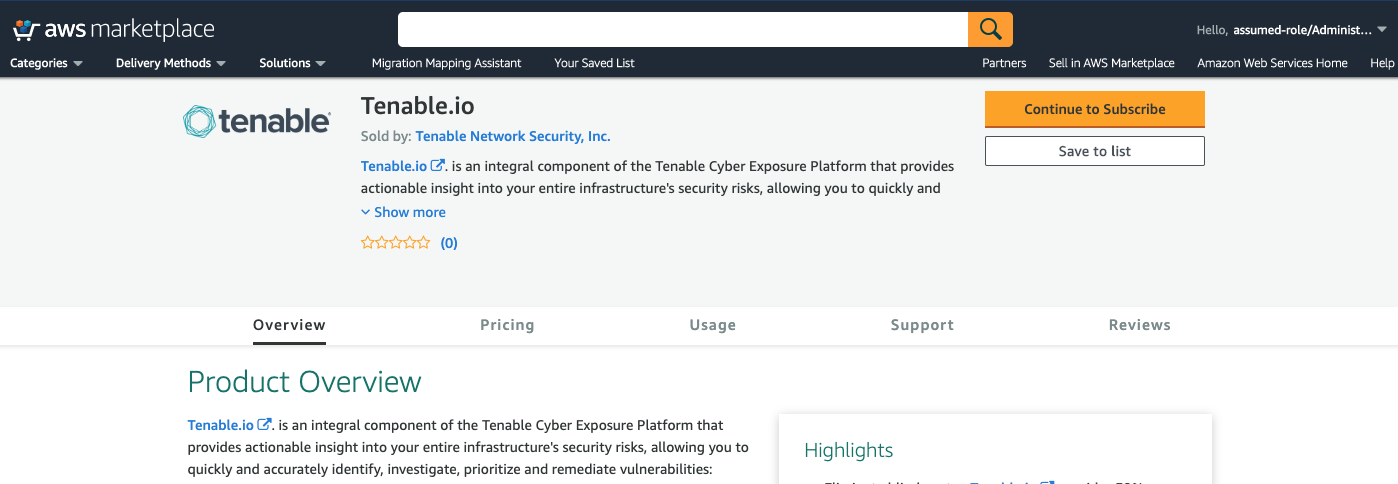 aws marketplace
Hello, assumed-role/Administ...
Categories
Delivery Methods
Solutions
Migration Mapping Assistant
Your Saved List
Partners
Sell in AWS Marketplace
Amazon Web Services Home
Help
tenable
Tenable.io
Sold by: Tenable Network Security, Inc.
Tenable.io . is an integral component of the Tenable Cyber Exposure Platform that provides
actionable insight into your entire infrastructure's security risks, allowing you to quickly and
Show more
(0)
Continue to Subscribe
Save to list
Overview
Pricing
Usage
Support
Reviews
Product Overview
Tenable.io . is an integral component of the Tenable Cyber Exposure Platform that
provides actionable insight into your entire infrastructure's security risks, allowing you to
quickly and accurately identify, investigate, prioritize and remediate vulnerabilities:
Highlights